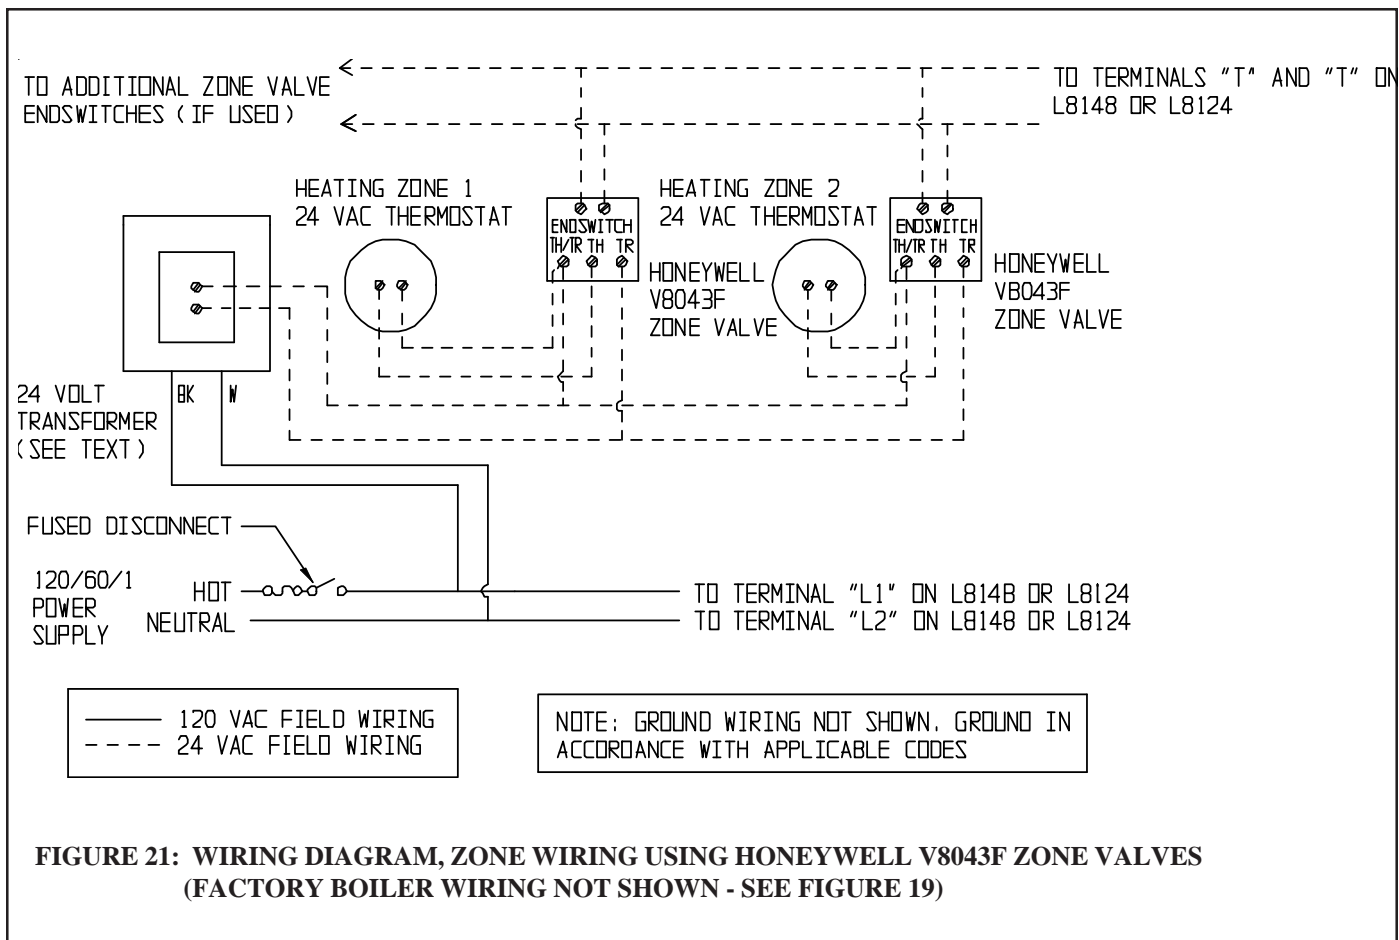 TO ADDITIONAL ZONE VALVE
ENDSWITCHES (IF USED)
TO TERMINALS "T" AND "T" ON
L8148 OR L8124
HEATING ZONE 1
24 VAC THERMOSTAT
ENDSWITCH
TH/TR TH TR
HONEYWELL
V8043F
ZONE VALVE
HEATING ZONE 2
24 VAC THERMOSTAT
ENDSWITCH
TH/TR TH TR
HONEYWELL
V8043F
ZONE VALVE
24 VOLT
TRANSFORMER
(SEE TEXT)
BK
W
FUSED DISCONNECT
120/60/1
POWER
SUPPLY
HOT
NEUTRAL
TO TERMINAL "L1" ON L8148 OR L8124
TO TERMINAL "L2" ON L8148 OR L8124
120 VAC FIELD WIRING
24 VAC FIELD WIRING
NOTE: GROUND WIRING NOT SHOWN. GROUND IN
ACCORDANCE WITH APPLICABLE CODES
FIGURE 21: WIRING DIAGRAM, ZONE WIRING USING HONEYWELL V8043F ZONE VALVES
(FACTORY BOILER WIRING NOT SHOWN - SEE FIGURE 19)